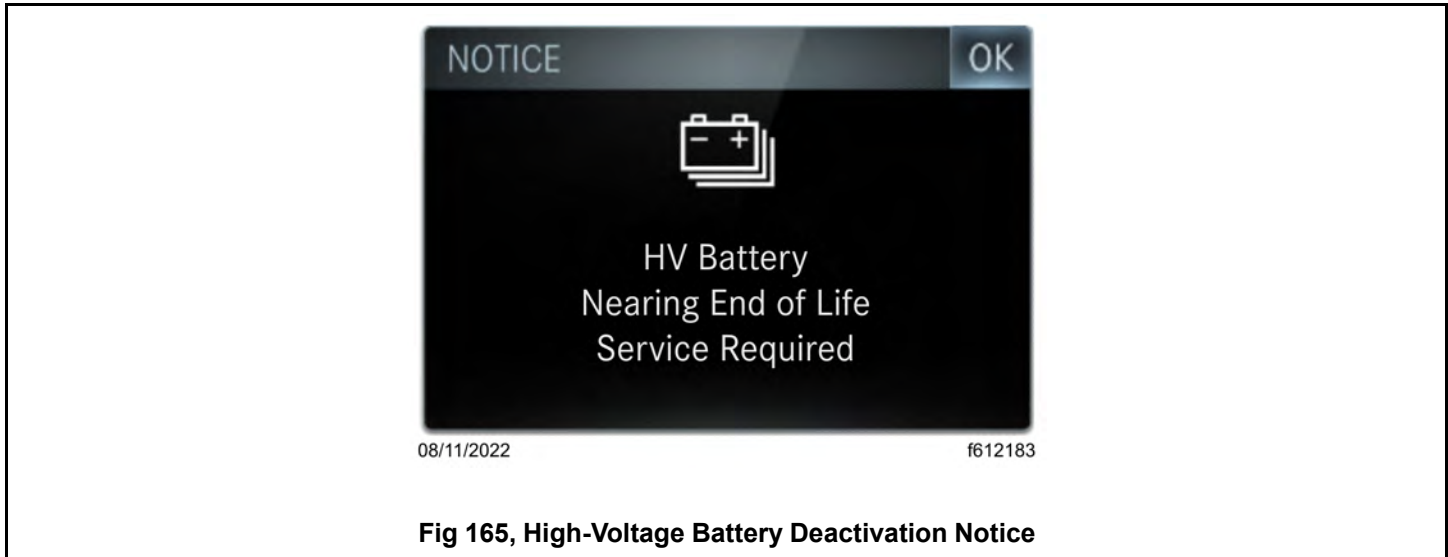 NOTICE OK
- +
HV Battery
Nearing End of Life
Service Required
08/11/2022 f612183
Fig 165, High-Voltage Battery Deactivation Notice